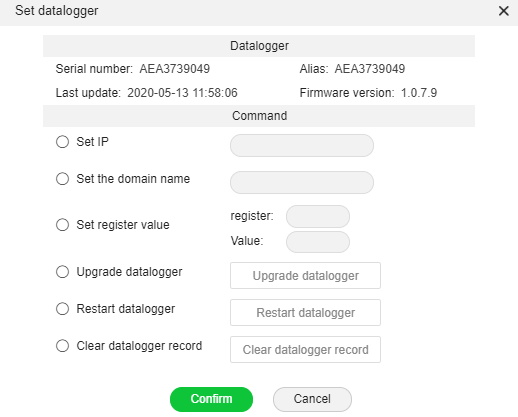 Set datalogger
Datalogger
Serial number: AEA3739049 Alias: AEA3739049
Last update: 2020-05-13 11:58:06 Firmware version: 1.0.7.9
Command
Set IP
Set the domain name
Set register value register:
Value:
Upgrade datalogger Upgrade datalogger
Restart datalogger Restart datalogger
Clear datalogger record Clear datalogger record
Confirm Cancel